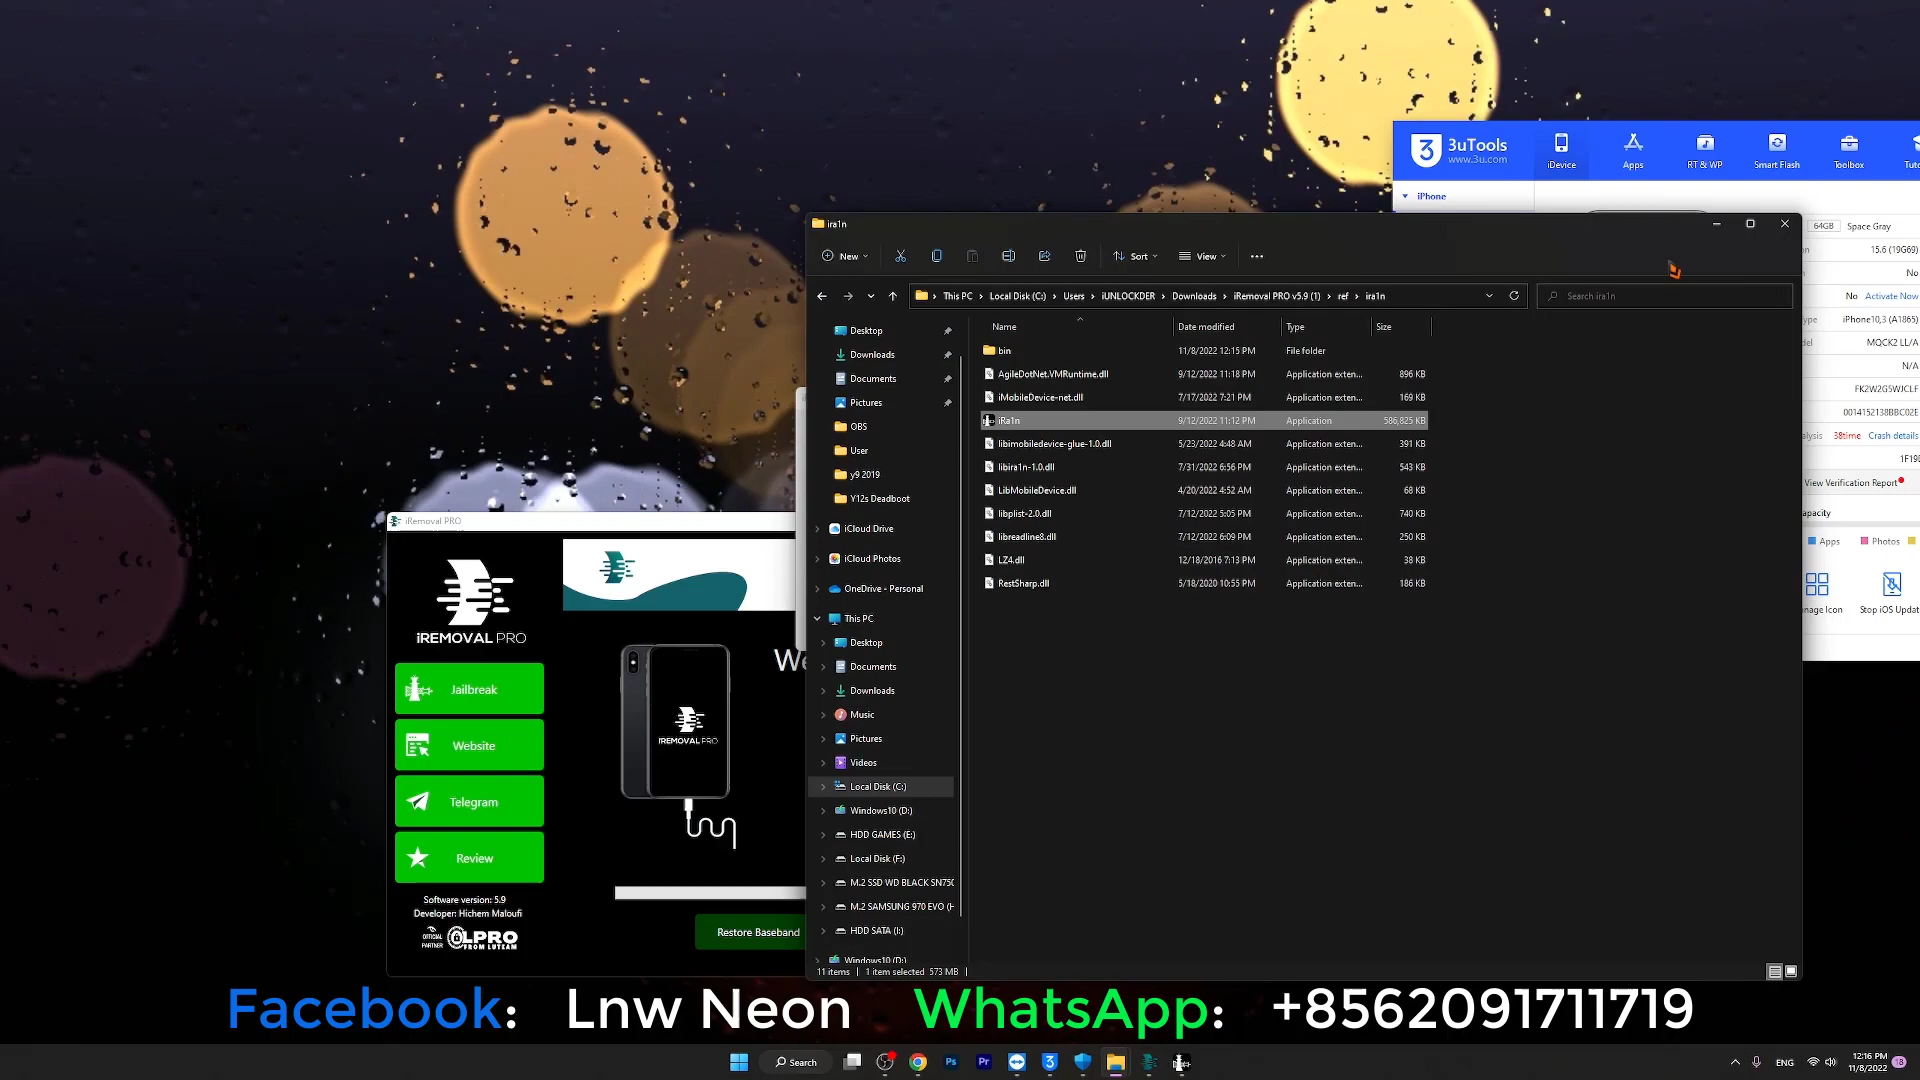 3uTools
www.3u.com
iDevice
Apps
RT & WP
Smart Flash
Toolbox
iPhone
64GB Space Gray
15.6 (19G69)
No
No Activate Now
iPhone10,3 (A1865)
MQCK2 LL/A
N/A
FK2W2G5WJCLF
0014152138BBC02E
38time Crash details
View Verification Report
Apps Photos
Stop iOS Updat
ira1n
New
Sort
View
This PC > Local Disk (C:) > Users > iUNLOCKDER > Downloads > iRemoval PRO v5.9 (1) > ref > ira1n
Search ira1n
Desktop
Downloads
Documents
Pictures
OBS
User
y9 2019
Y12s Deadboot
iCloud Drive
iCloud Photos
OneDrive - Personal
This PC
Desktop
Documents
Downloads
Music
Pictures
Videos
Local Disk (C:)
Windows10 (D:)
HDD GAMES (E:)
Local Disk (F:)
M.2 SSD WD BLACK SN750
M.2 SAMSUNG 970 EVO (H
HDD SATA (I:)
Windows10 (D:)
Name Date modified Type Size
bin 11/8/2022 12:15 PM File folder
AgileDotNet.VMRuntime.dll 9/12/2022 11:18 PM Application exten... 896 KB
iMobileDevice-net.dll 7/17/2022 7:21 PM Application exten... 169 KB
iRa1n 9/12/2022 11:12 PM Application 586,825 KB
libimobiledevice-glue-1.0.dll 5/23/2022 4:48 AM Application exten... 391 KB
libira1n-1.0.dll 7/31/2022 6:56 PM Application exten... 543 KB
LibMobileDevice.dll 4/20/2022 4:52 AM Application exten... 68 KB
libplist-2.0.dll 7/12/2022 5:05 PM Application exten... 740 KB
libreadline8.dll 7/12/2022 6:09 PM Application exten... 250 KB
LZ4.dll 12/18/2016 7:13 PM Application exten... 38 KB
RestSharp.dll 5/18/2020 10:55 PM Application exten... 186 KB
11 items 1 item selected 573 MB
iRemoval PRO
iREMOVAL PRO
Jailbreak
Website
Telegram
Review
Software version: 5.9
Developer: Hichem Maloufi
OFFICIAL
PARTNER
LPRO
FROM LUTEAM
iREMOVAL PRO
We
Restore Baseband
Facebook: Lnw Neon WhatsApp: +8562091711719
Search
Ps
Pr
3
ENG
12:16 PM
11/8/2022
18